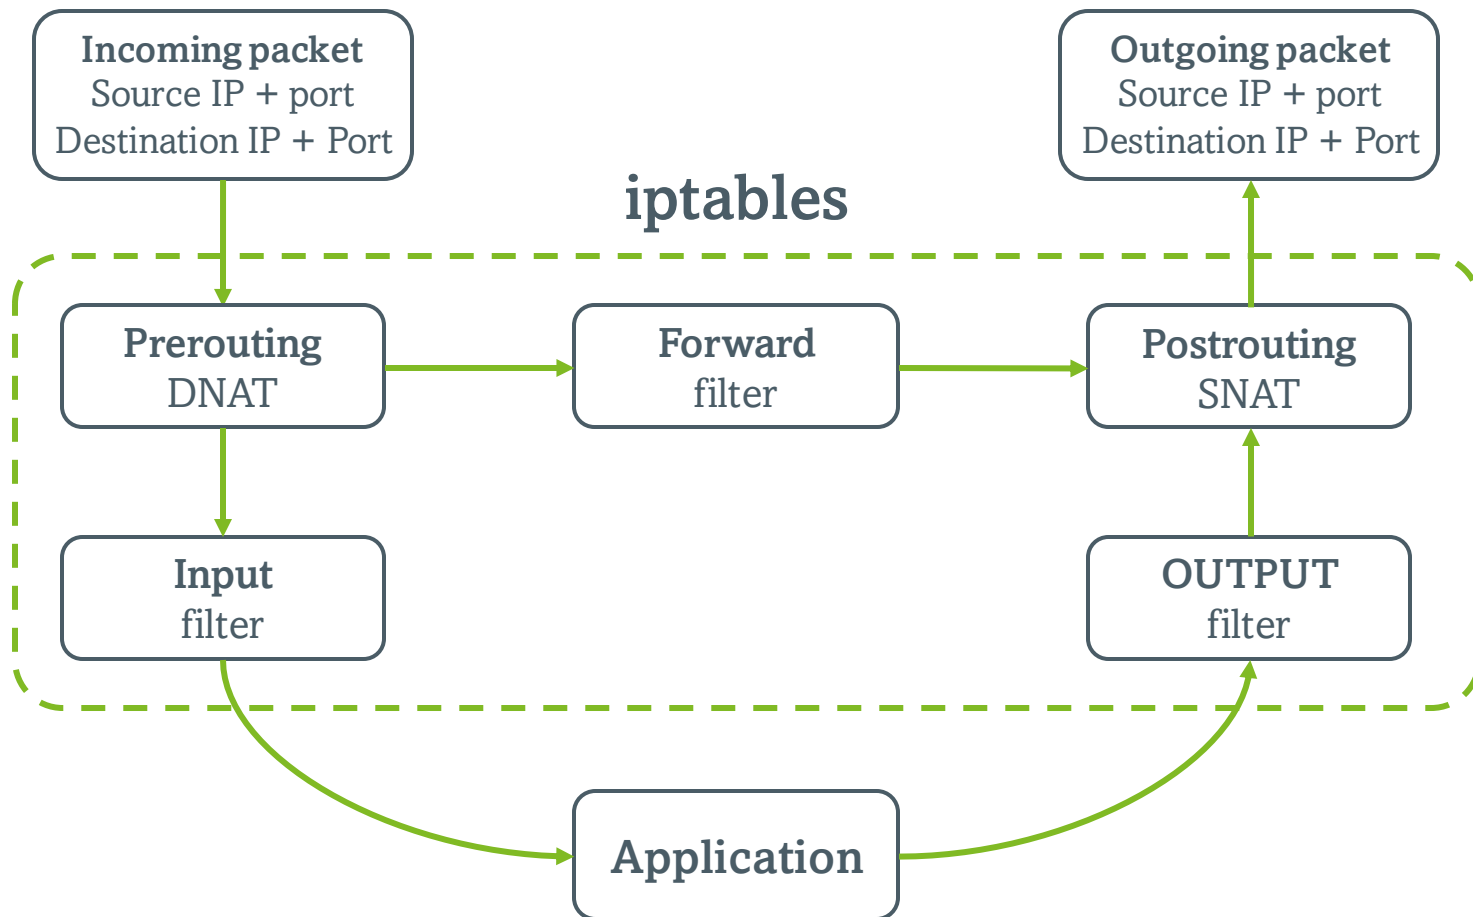 Incoming packet
Source IP + port
Destination IP + Port
Outgoing packet
Source IP + port
Destination IP + Port
iptables
Prerouting
DNAT
Forward
filter
Postrouting
SNAT
Input
filter
OUTPUT
filter
Application